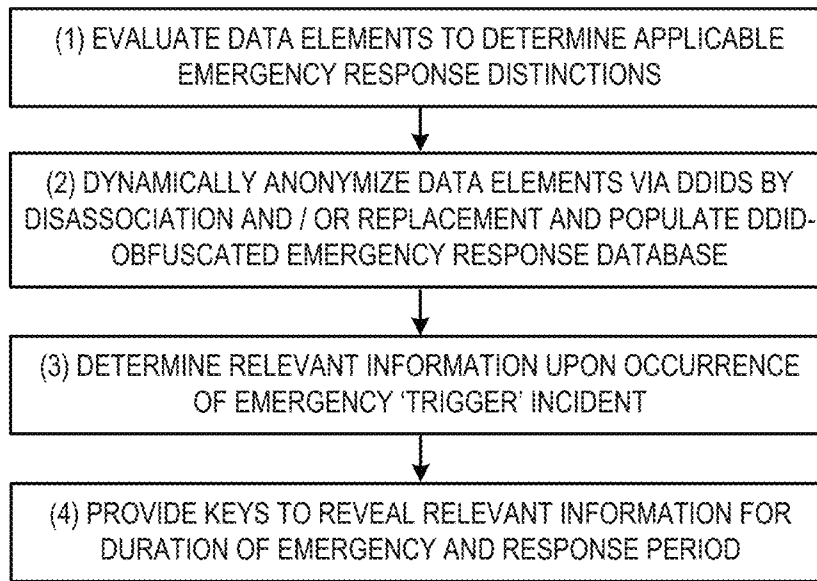 (1) EVALUATE DATA ELEMENTS TO DETERMINE APPLICABLE
EMERGENCY RESPONSE DISTINCTIONS
(2) DYNAMICALLY ANONYMIZE DATA ELEMENTS VIA DDIDS BY
DISASSOCIATION AND / OR REPLACEMENT AND POPULATE DDID-
OBFUSCATED EMERGENCY RESPONSE DATABASE
(3) DETERMINE RELEVANT INFORMATION UPON OCCURRENCE
OF EMERGENCY ‘TRIGGER’ INCIDENT
(4) PROVIDE KEYS TO REVEAL RELEVANT INFORMATION FOR
DURATION OF EMERGENCY AND RESPONSE PERIOD